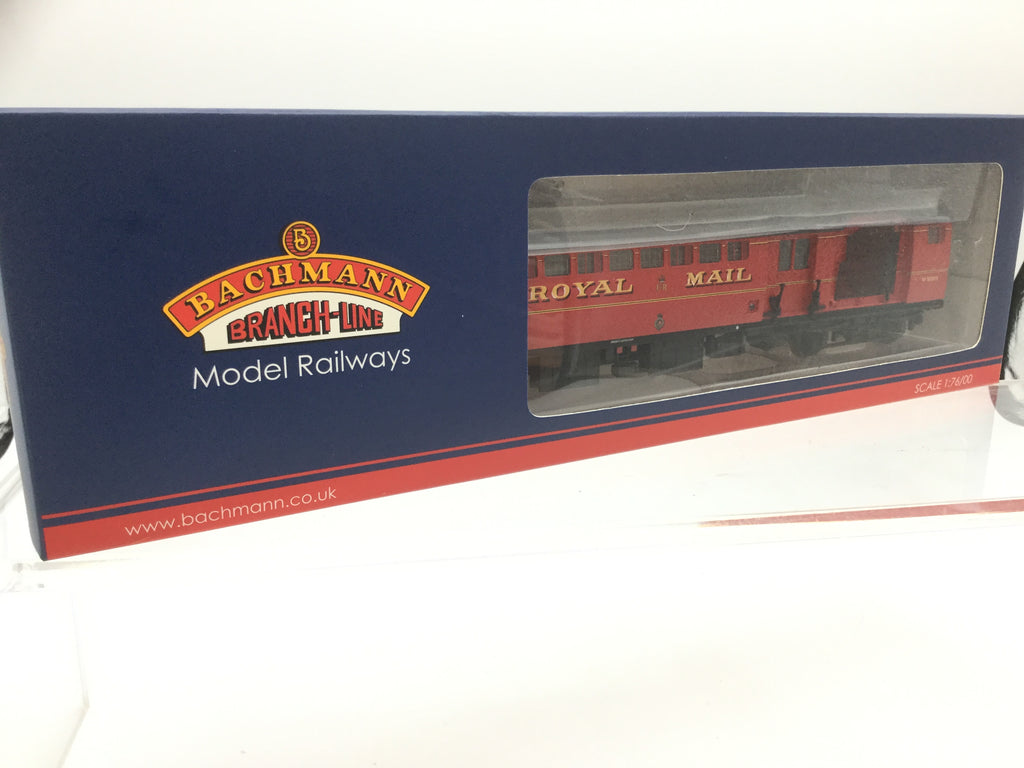 B
BACHMANN
BRANCH-LINE
Model Railways
ROYAL MAIL
SCALE 1:76/00
www.bachmann.co.uk